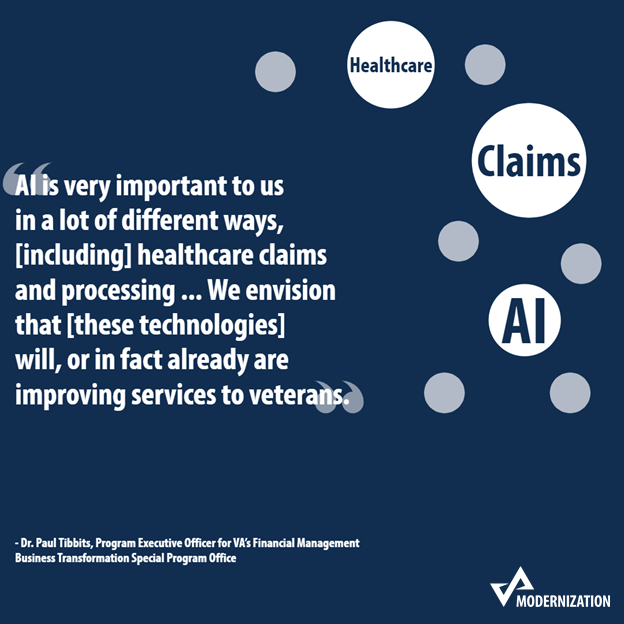 Healthcare
Claims
AI
“AI is very important to us
in a lot of different ways,
[including] healthcare claims
and processing ... We envision
that [these technologies]
will, or in fact already are
improving services to veterans.”
- Dr. Paul Tibbits, Program Executive Officer for VA's Financial Management
Business Transformation Special Program Office
VA
MODERNIZATION